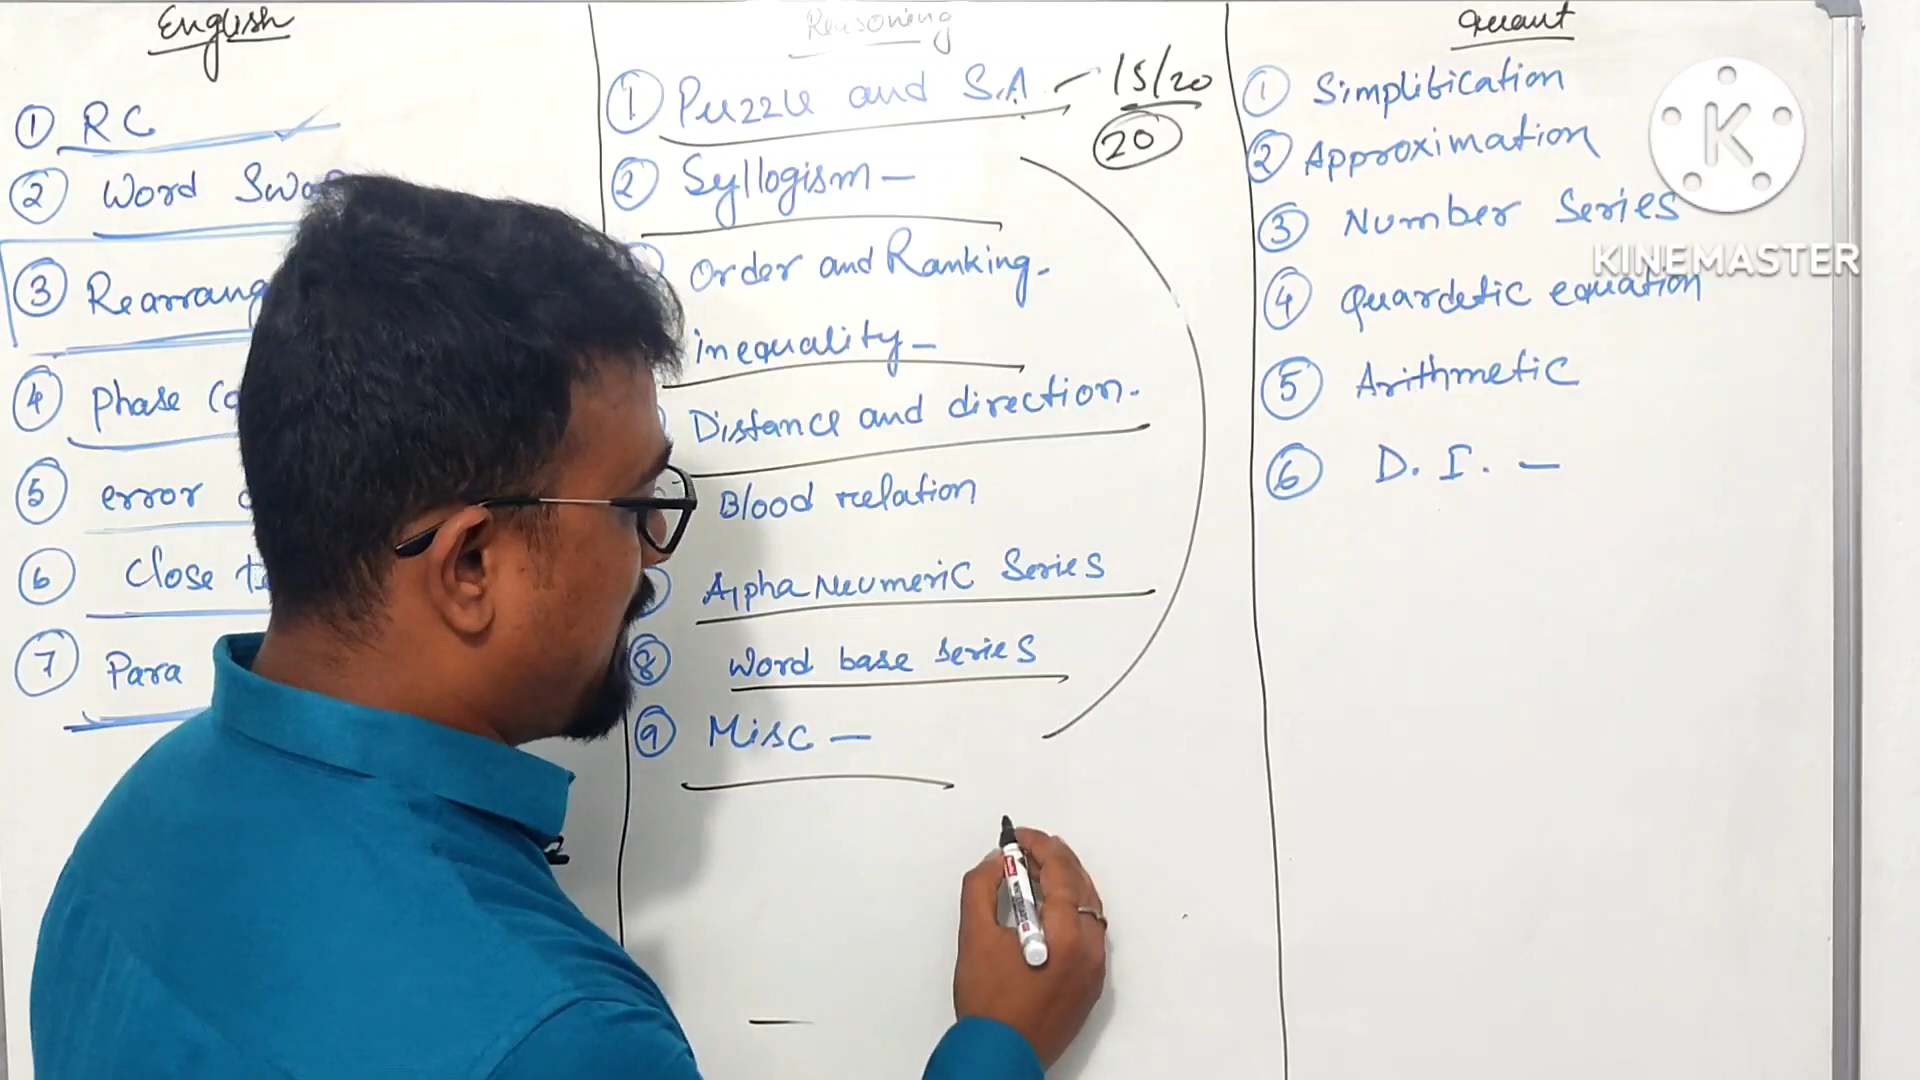 English
① RC
② Word
③
④ phase
⑤ error
⑥ Close
⑦ Para
Reasoning
① Puzzle and S.A - 15/20
20
② Syllogism -
Order and Ranking -
inequality -
Distance and direction -
Blood relation
Alpha Neumeric Series
⑧ Word base series
⑨ Misc -
Quant
① Simplification
② Approximation
③ Number Series
④ Quardetic equation
⑤ Arithmetic
⑥ D. I. -
K
KINEMASTER